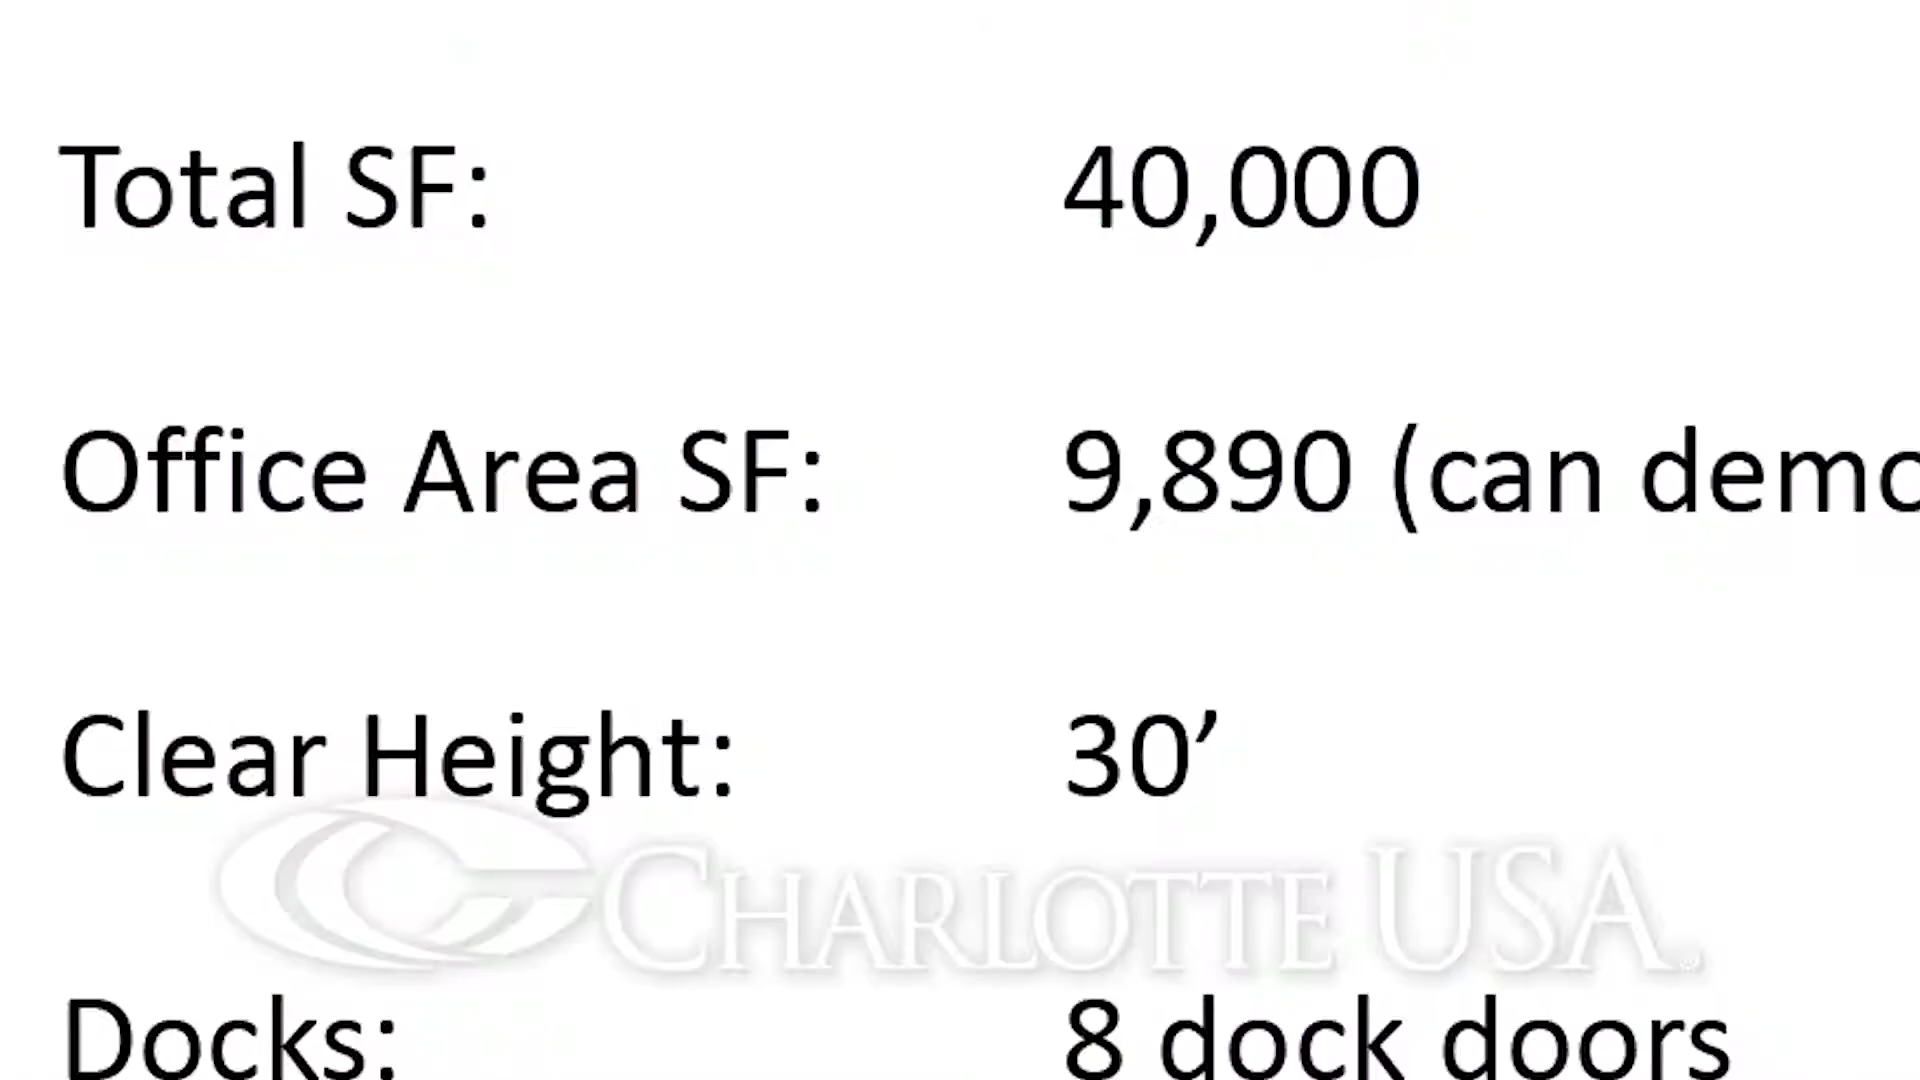 Total SF: 40,000
Office Area SF: 9,890 (can demo
Clear Height: 30’
CHARLOTTE USA
Docks: 8 dock doors